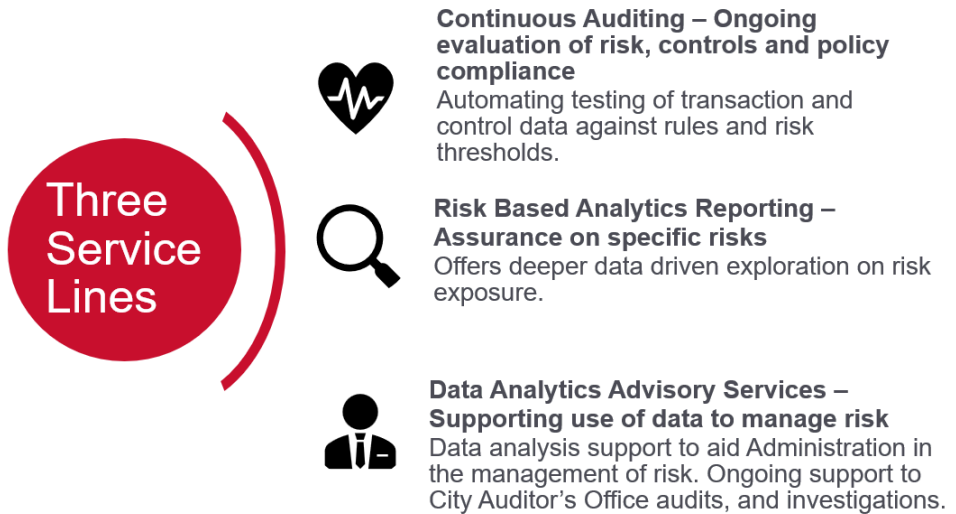 Three
Service
Lines
Continuous Auditing – Ongoing
evaluation of risk, controls and policy
compliance
Automating testing of transaction and
control data against rules and risk
thresholds.
Risk Based Analytics Reporting –
Assurance on specific risks
Offers deeper data driven exploration on risk
exposure.
Data Analytics Advisory Services –
Supporting use of data to manage risk
Data analysis support to aid Administration in
the management of risk. Ongoing support to
City Auditor’s Office audits, and investigations.